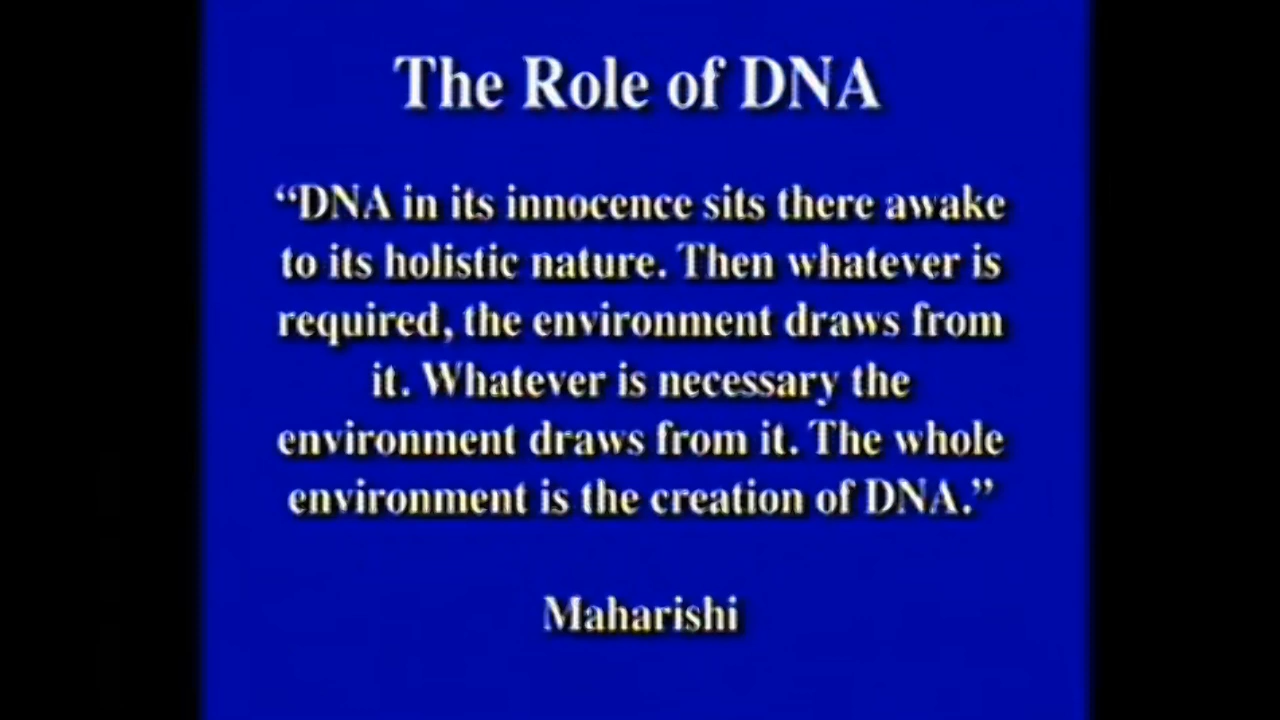 The Role of DNA
“DNA in its innocence sits there awake
to its holistic nature. Then whatever is
required, the environment draws from
it. Whatever is necessary the
environment draws from it. The whole
environment is the creation of DNA.”
Maharishi